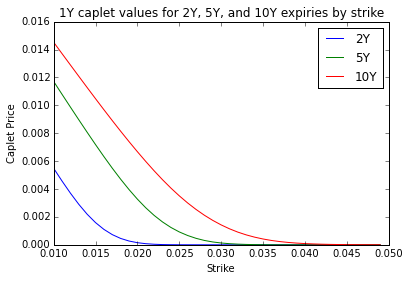 1Y caplet values for 2Y, 5Y, and 10Y expiries by strike
0.016
0.014
0.012
0.010
0.008
0.006
0.004
0.002
0.000
Caplet Price
2Y
5Y
10Y
0.010 0.015 0.020 0.025 0.030 0.035 0.040 0.045 0.050
Strike